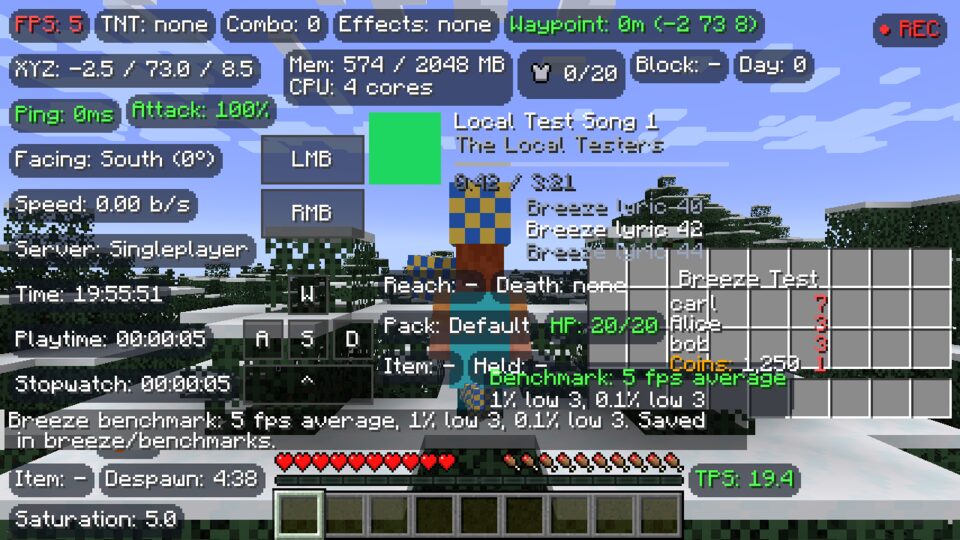 FPS: 5
TNT: none
Combo: 0
Effects: none
Waypoint: 0m (-2 73 8)
REC
XYZ: -2.5 / 73.0 / 8.5
Mem: 574 / 2048 MB
CPU: 4 cores
0/20
Block: -
Day: 0
Ping: 0ms
Attack: 100%
Local Test Song 1
The Local Testers
0:42 / 3:21
Facing: South (0°)
LMB
RMB
Speed: 0.00 b/s
Breeze lyric 40
Breeze lyric 42
Breeze lyric 44
Server: Singleplayer
Time: 19:55:51
W
A
S
D
^
Reach: -
Death: none
Breeze Test
carl 7
Alice 3
bob 3
Coins: 1,250 1
Pack: Default
HP: 20/20
Playtime: 00:00:05
Item: -
Held: -
Stopwatch: 00:00:05
Benchmark: 5 fps average
1% low 3, 0.1% low 3
Breeze benchmark: 5 fps average, 1% low 3, 0.1% low 3. Saved
in breeze/benchmarks.
Item: -
Despawn: 4:38
TPS: 19.4
Saturation: 5.0